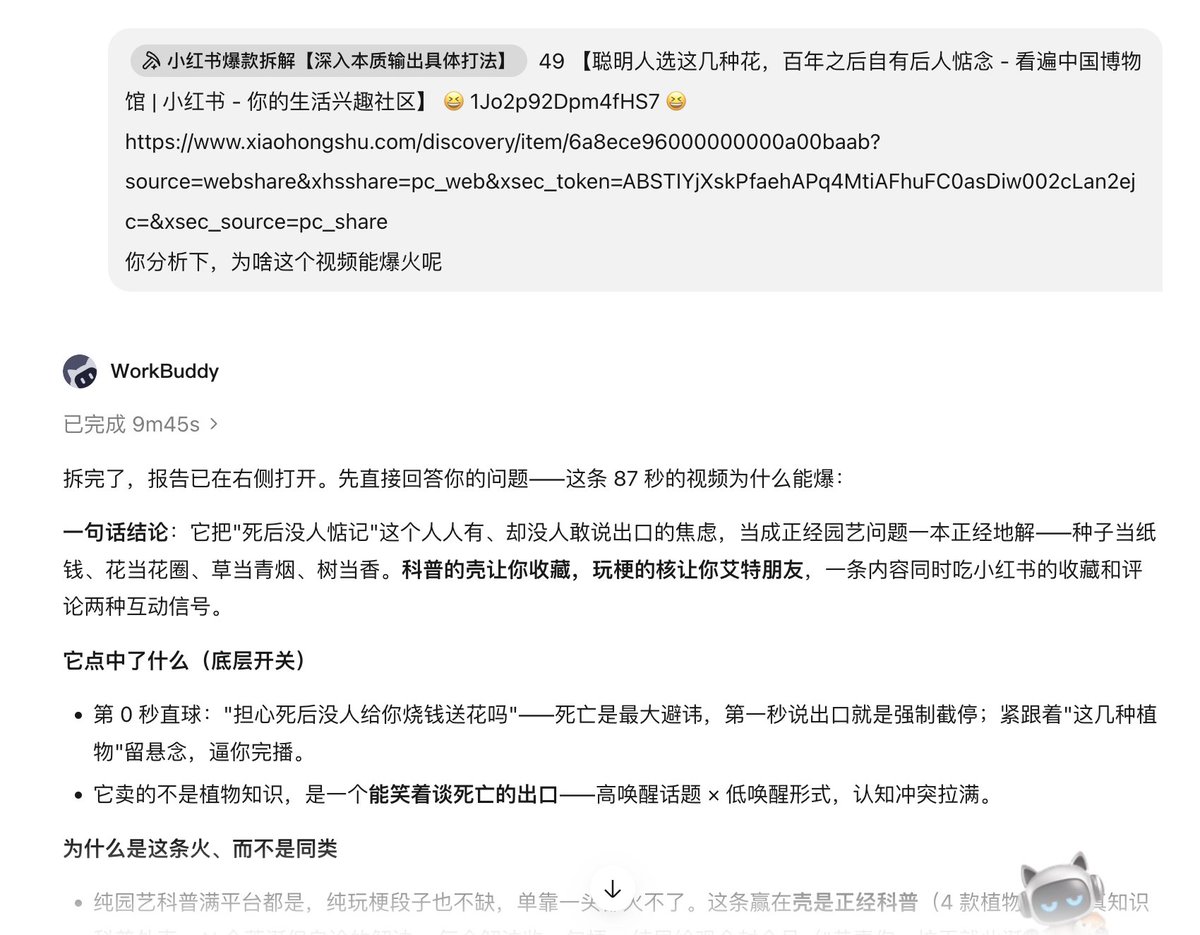 小红书爆款拆解【深入本质输出具体打法】 49 【聪明人选这几种花，百年之后自有后人惦念 - 看遍中国博物
馆 | 小红书 - 你的生活兴趣社区】 😆 1Jo2p92Dpm4fHS7 😆
https://www.xiaohongshu.com/discovery/item/6a8ece96000000000a00baab?
source=webshare&xhsshare=pc_web&xsec_token=ABSTIYjXskPfaehAPq4MtiAFhuFC0asDiw002cLan2ej
c=&xsec_source=pc_share
你分析下，为啥这个视频能爆火呢
WorkBuddy
已完成 9m45s >
拆完了，报告已在右侧打开。先直接回答你的问题——这条 87 秒的视频为什么能爆：
一句话结论：它把"死后没人惦记"这个人人有、却没人敢说出口的焦虑，当成正经园艺问题一本正经地解——种子当纸
钱、花当花圈、草当青烟、树当香。科普的壳让你收藏，玩梗的核让你艾特朋友，一条内容同时吃小红书的收藏和评
论两种互动信号。
它点中了什么（底层开关）
• 第 0 秒直球："担心死后没人给你烧钱送花吗"——死亡是最大避讳，第一秒说出口就是强制截停；紧跟着"这几种植
物"留悬念，逼你完播。
• 它卖的不是植物知识，是一个能笑着谈死亡的出口——高唤醒话题 × 低唤醒形式，认知冲突拉满。
为什么是这条火、而不是同类
• 纯园艺科普满平台都是，纯玩梗段子也不缺，单靠一头 火不了。这条赢在壳是正经科普（4 款植物 真知识